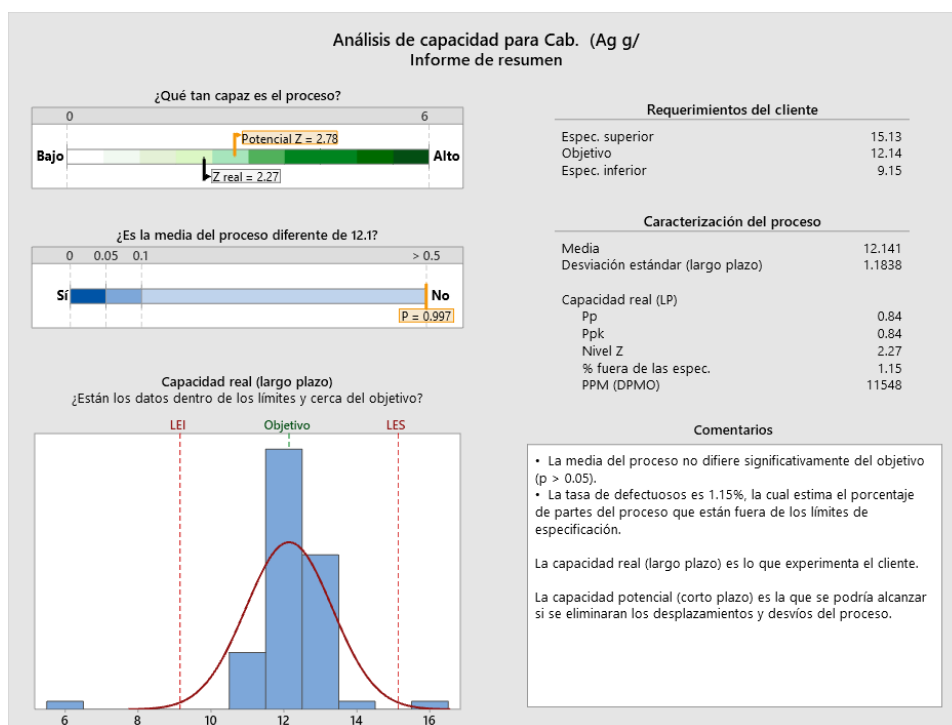 Análisis de capacidad para Cab.  (Ag g/
Informe de resumen
¿Qué tan capaz es el proceso?
0 6
Bajo Alto
Potencial Z = 2.78
Z real = 2.27
¿Es la media del proceso diferente de 12.1?
0 0.05 0.1 > 0.5
Sí No
P = 0.997
Capacidad real (largo plazo)
¿Están los datos dentro de los límites y cerca del objetivo?
LEI Objetivo LES
6 8 10 12 14 16
Requerimientos del cliente
Espec. superior 15.13
Objetivo 12.14
Espec. inferior 9.15
Caracterización del proceso
Media 12.141
Desviación estándar (largo plazo) 1.1838
Capacidad real (LP)
Pp 0.84
Ppk 0.84
Nivel Z 2.27
% fuera de las espec. 1.15
PPM (DPMO) 11548
Comentarios
• La media del proceso no difiere significativamente del objetivo
(p > 0.05).
• La tasa de defectuosos es 1.15%, la cual estima el porcentaje
de partes del proceso que están fuera de los límites de
especificación.
La capacidad real (largo plazo) es lo que experimenta el cliente.
La capacidad potencial (corto plazo) es la que se podría alcanzar
si se eliminaran los desplazamientos y desvíos del proceso.